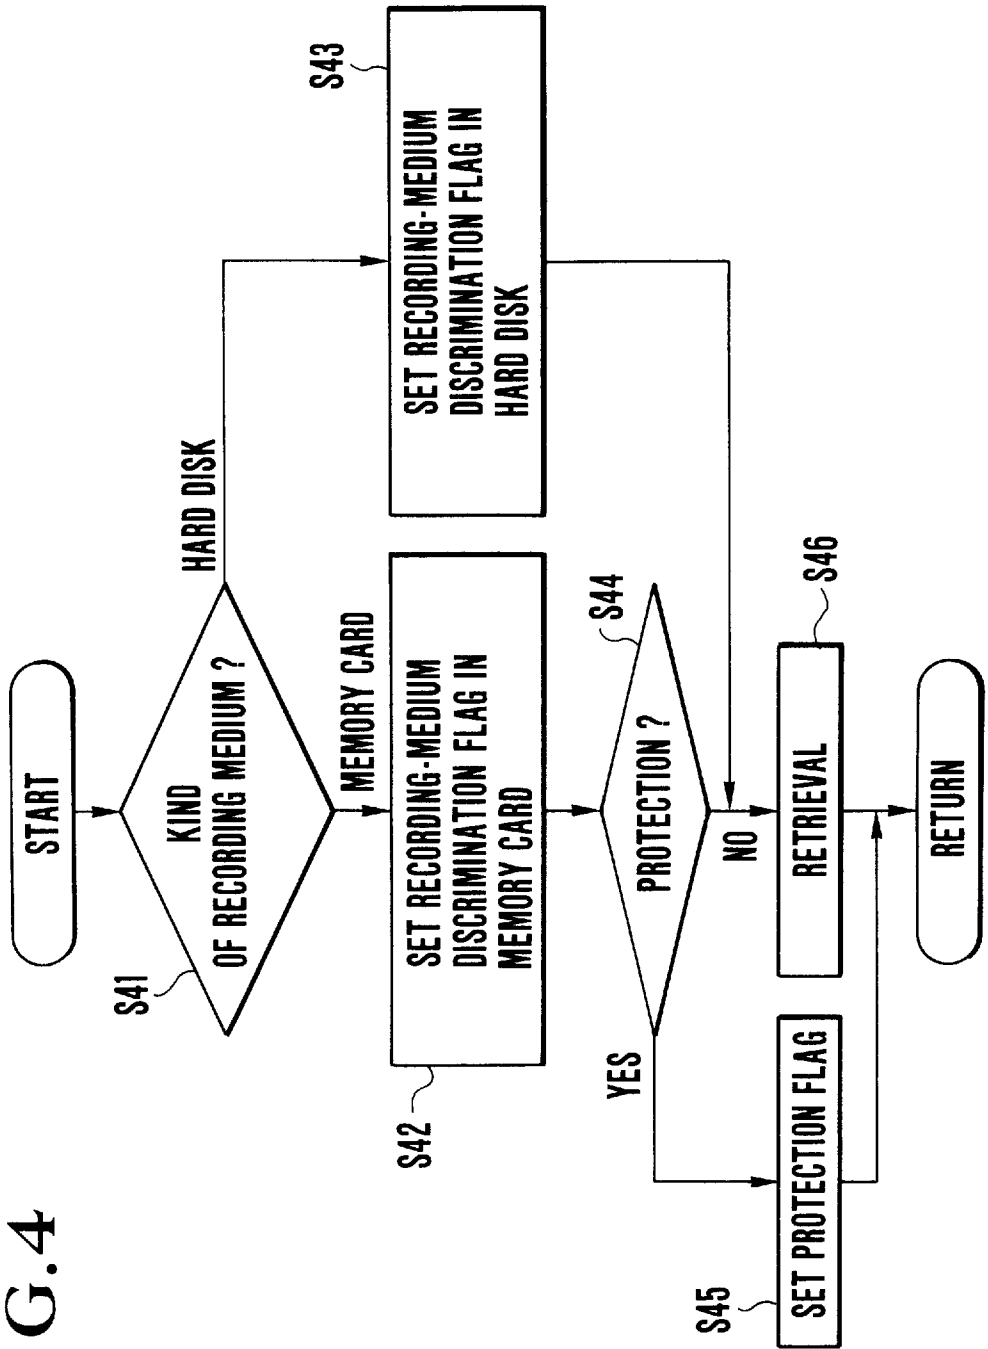 G.4
START
S41
KIND
OF RECORDING MEDIUM ?
HARD DISK
MEMORY CARD
S42
SET RECORDING-MEDIUM
DISCRIMINATION FLAG IN
MEMORY CARD
S43
SET RECORDING-MEDIUM
DISCRIMINATION FLAG IN
HARD DISK
S44
PROTECTION ?
YES
NO
S45
SET PROTECTION FLAG
S46
RETRIEVAL
RETURN